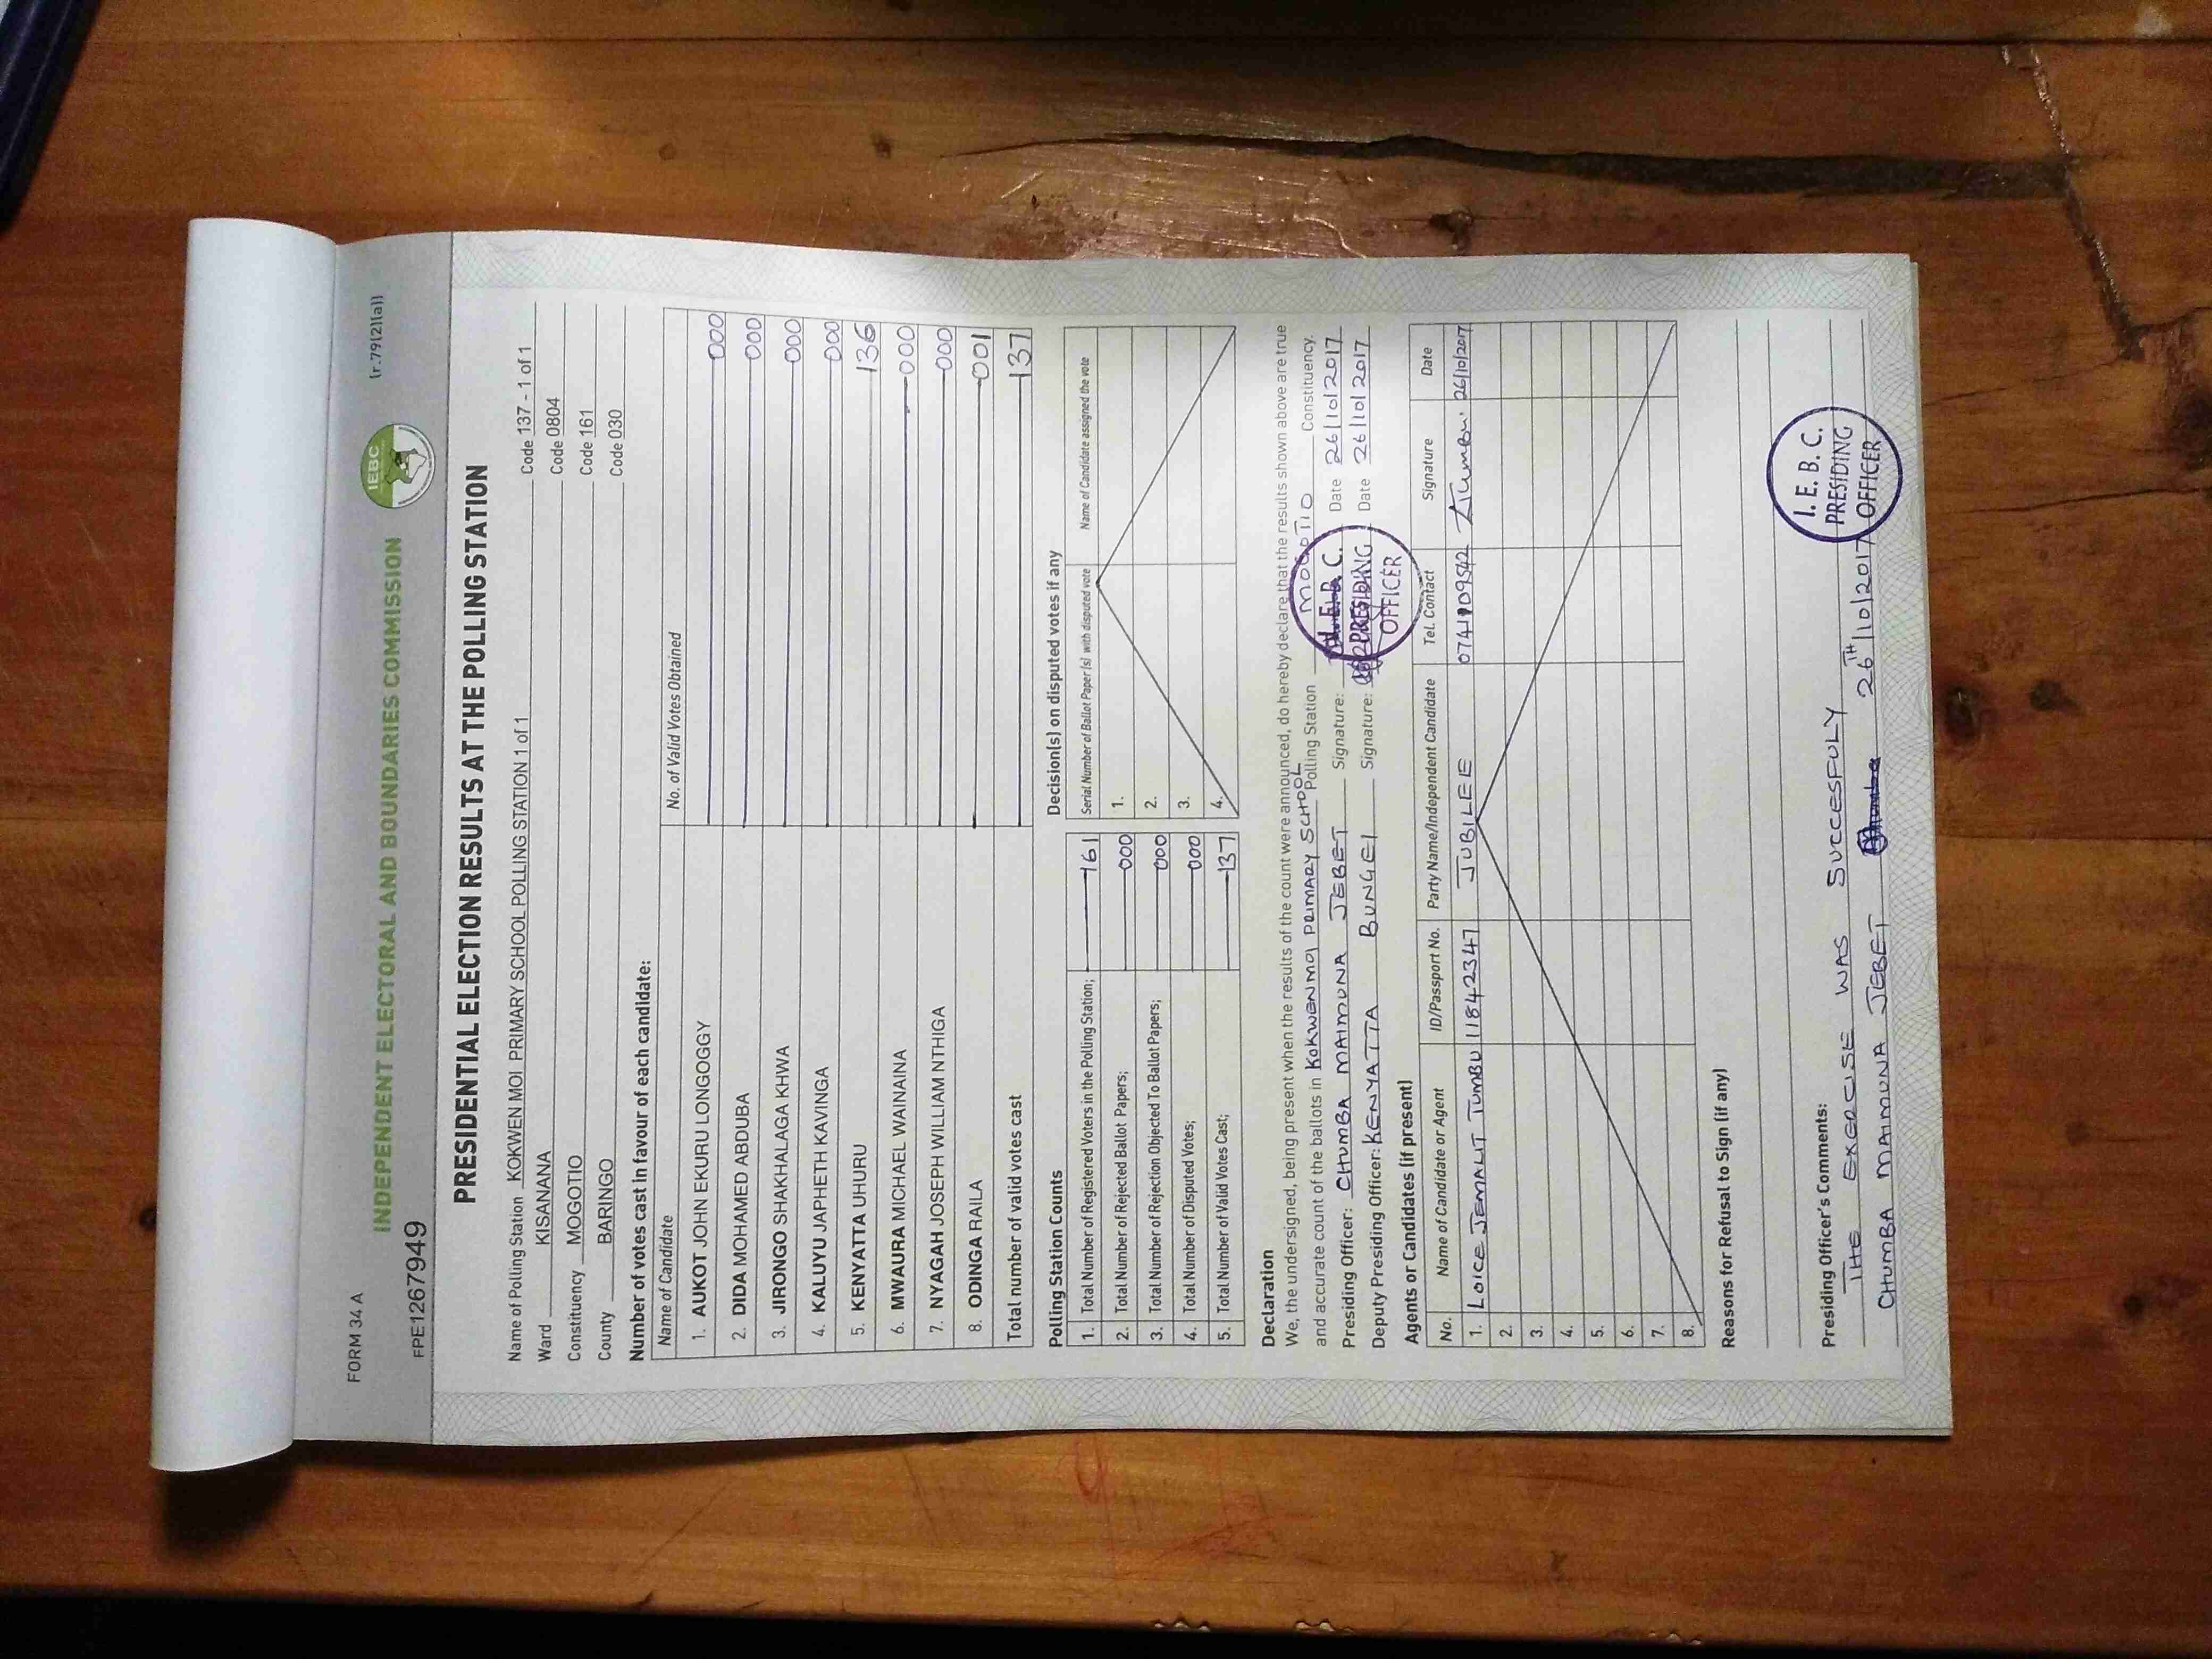 FORM 34 A
(r.79(2)(a))
IEBC
INDEPENDENT ELECTORAL AND BOUNDARIES COMMISSION
FPE1267949
PRESIDENTIAL ELECTION RESULTS AT THE POLLING STATION
Name of Polling Station KOKWEN MOI PRIMARY SCHOOL POLLING STATION 1 of 1 Code 137 - 1 of 1
Ward KISANANA Code 0804
Constituency MOGOTIO Code 161
County BARINGO Code 030
Number of votes cast in favour of each candidate:
Name of Candidate No. of Valid Votes Obtained
1. AUKOT JOHN EKURU LONGOGGY 000
2. DIDA MOHAMED ABDUBA 000
3. JIRONGO SHAKHALAGA KHWA 000
4. KALUYU JAPHETH KAVINGA 000
5. KENYATTA UHURU 136
6. MWAURA MICHAEL WAINAINA 000
7. NYAGAH JOSEPH WILLIAM NTHIGA 000
8. ODINGA RAILA 001
Total number of valid votes cast 137
Polling Station Counts
1. Total Number of Registered Voters in the Polling Station; 161
2. Total Number of Rejected Ballot Papers; 000
3. Total Number of Rejection Objected To Ballot Papers; 000
4. Total Number of Disputed Votes; 000
5. Total Number of Valid Votes Cast; 137
Decision(s) on disputed votes if any
Serial Number of Ballot Paper (s) with disputed vote Name of Candidate assigned the vote
1.
2.
3.
4.
Declaration
We, the undersigned, being present when the results of the count were announced, do hereby declare that the results shown above are true
and accurate count of the ballots in KOKWEN MOI PRIMARY SCHOOL Polling Station MOGOTIO Constituency.
Presiding Officer: CHUMBA MAIMUNA JEBET Signature: Date 26/10/2017
Deputy Presiding Officer: KENYATTA BUNGEI Signature: Date 26/10/2017
I. E. B. C.
PRESIDING
OFFICER
Agents or Candidates (if present)
No. Name of Candidate or Agent ID/Passport No. Party Name/Independent Candidate Tel. Contact Signature Date
1. LOICE JEMALIT TUMBU 11842347 JUBILEE 0741109542 26/10/2017
2.
3.
4.
5.
6.
7.
8.
Reasons for Refusal to Sign (if any)
Presiding Officer's Comments:
THE EXERCISE WAS SUCCESFULY
CHUMBA MAIMUNA JEBET 26TH/10/2017
I. E. B. C.
PRESIDING
OFFICER